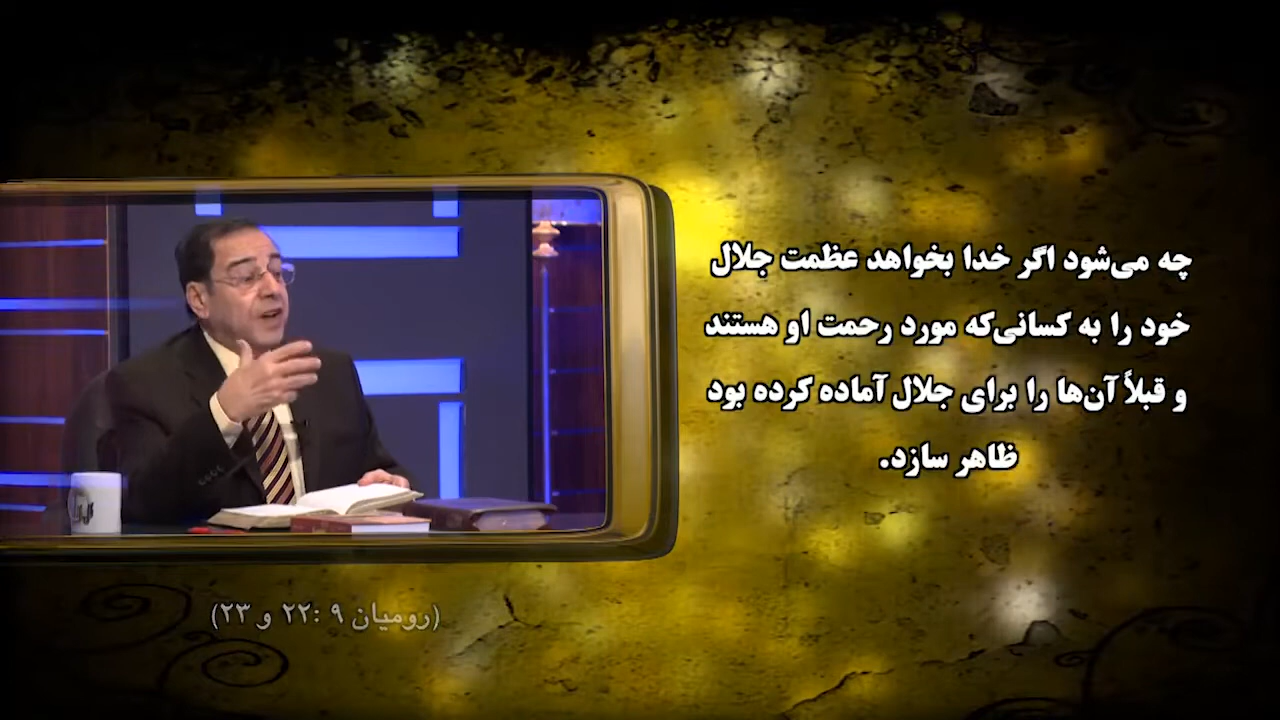 چه می‌شود اگر خدا بخواهد عظمت جلال
خود را به کسانی‌که مورد رحمت او هستند
و قبلاً آن‌ها را برای جلال آماده کرده بود
ظاهر سازد.
(رومیان ۹ :۲۲ و ۲۳)